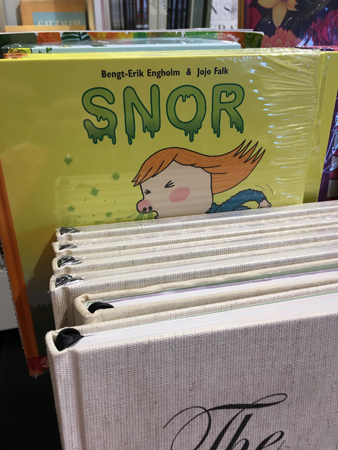 Bengt-Erik Engholm & Jojo Falk
SNOR
The